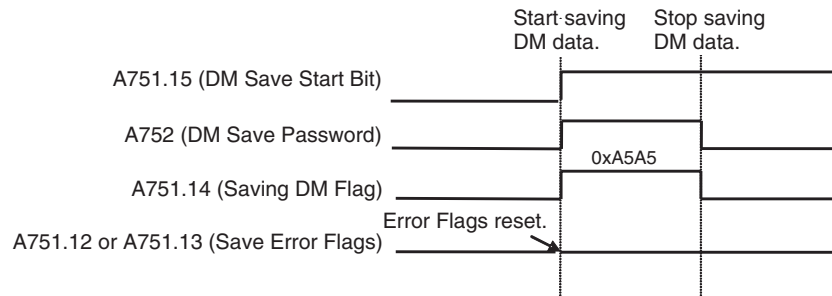 Start saving DM data.
Stop saving DM data.
A751.15 (DM Save Start Bit)
A752 (DM Save Password)
0xA5A5
A751.14 (Saving DM Flag)
Error Flags reset.
A751.12 or A751.13 (Save Error Flags)